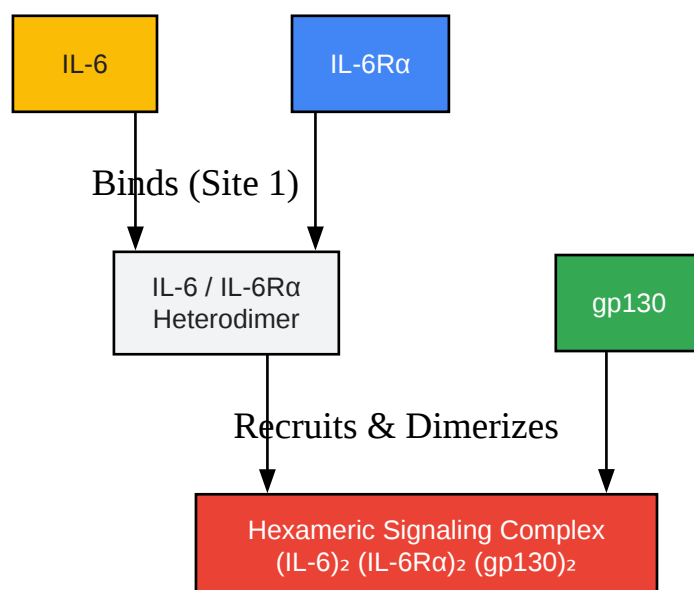 IL-6
IL-6Rα
Binds (Site 1)
IL-6 / IL-6Rα
Heterodimer
gp130
Recruits & Dimerizes
Hexameric Signaling Complex
(IL-6)₂ (IL-6Rα)₂ (gp130)₂